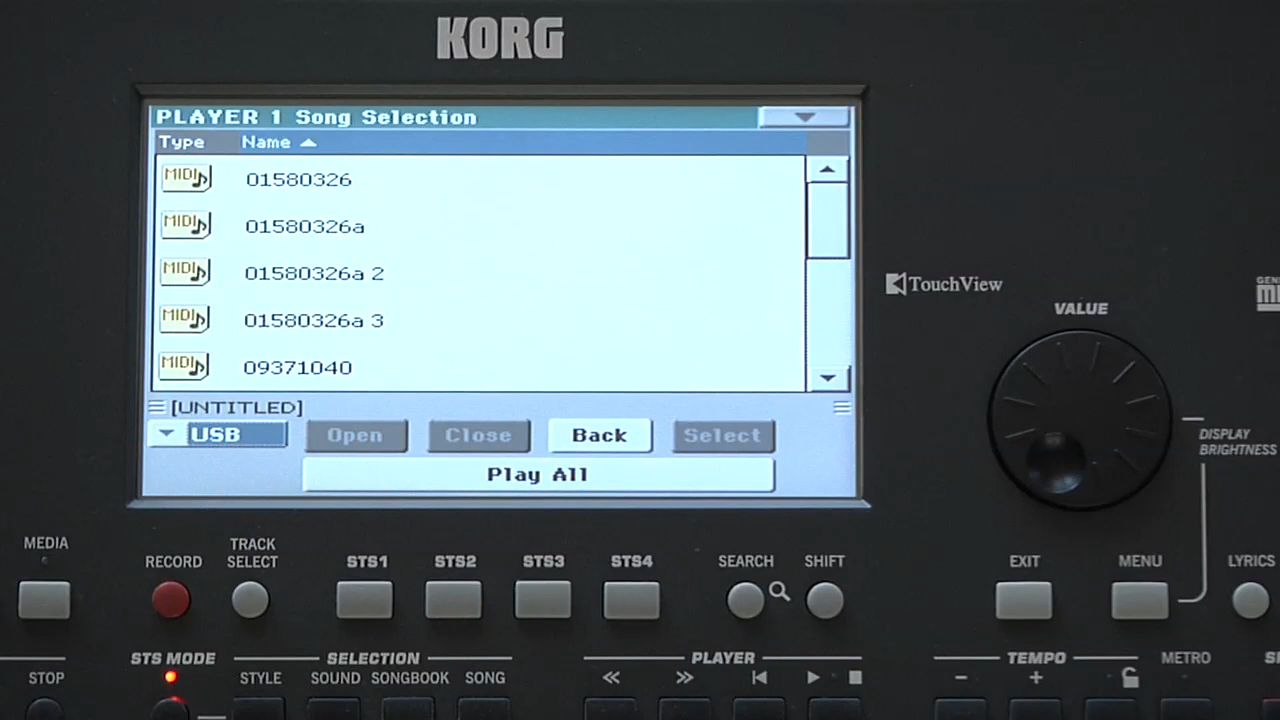 KORG
PLAYER 1 Song Selection
Type Name
MIDI 01580326
MIDI 01580326a
MIDI 01580326a 2
MIDI 01580326a 3
MIDI 09371040
[UNTITLED]
USB Open Close Back Select
Play All
TouchView
VALUE
DISPLAY
BRIGHTNESS
MEDIA
RECORD
TRACK
SELECT
STS1 STS2 STS3 STS4
SEARCH SHIFT
EXIT MENU LYRICS
STS MODE SELECTION PLAYER TEMPO METRO
STOP STYLE SOUND SONGBOOK SONG